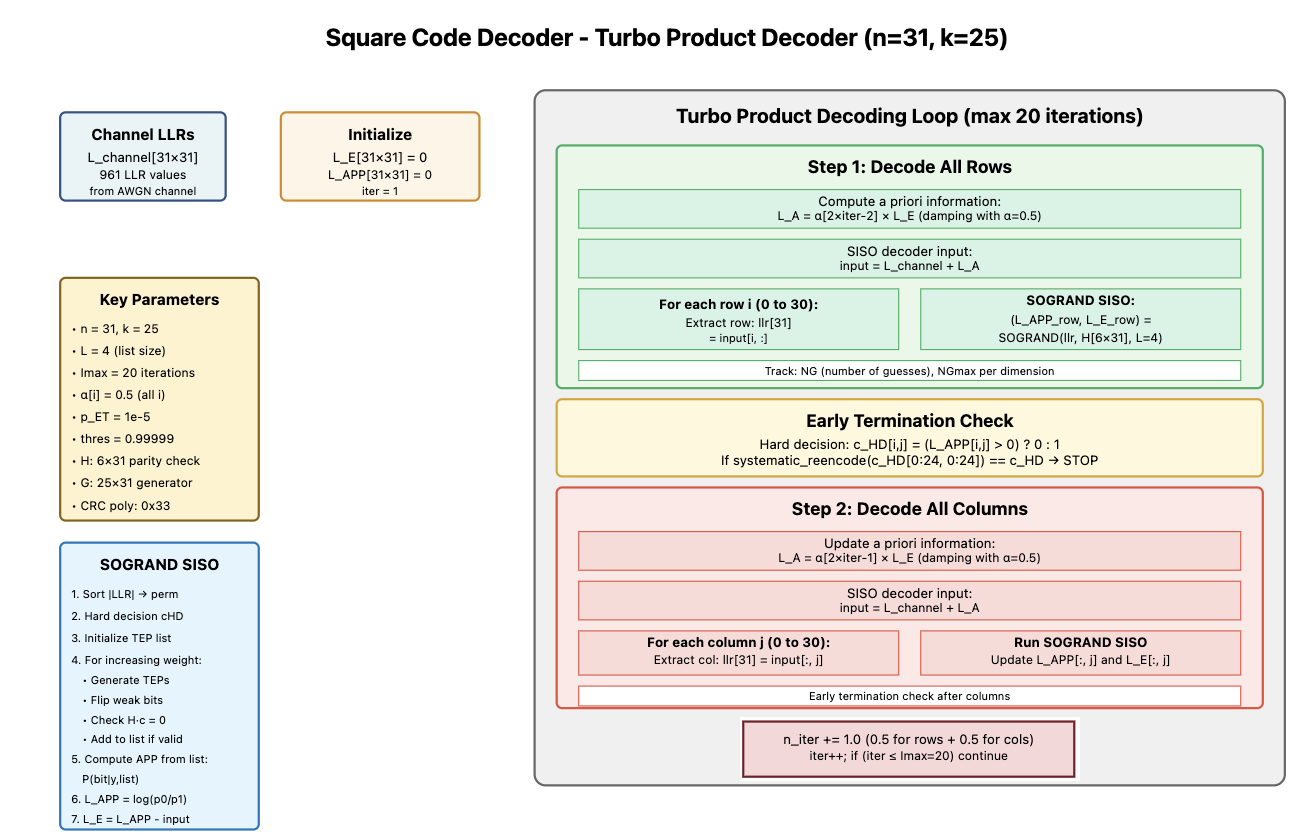 Square Code Decoder - Turbo Product Decoder (n=31, k=25)
Channel LLRs
L_channel[31×31]
961 LLR values
from AWGN channel
Initialize
L_E[31×31] = 0
L_APP[31×31] = 0
iter = 1
Key Parameters
• n = 31, k = 25
• L = 4 (list size)
• Imax = 20 iterations
• α[i] = 0.5 (all i)
• p_ET = 1e-5
• thres = 0.99999
• H: 6×31 parity check
• G: 25×31 generator
• CRC poly: 0x33
SOGRAND SISO
1. Sort |LLR| → perm
2. Hard decision cHD
3. Initialize TEP list
4. For increasing weight:
• Generate TEPs
• Flip weak bits
• Check H·c = 0
• Add to list if valid
5. Compute APP from list:
P(bit|y,list)
6. L_APP = log(p0/p1)
7. L_E = L_APP - input
Turbo Product Decoding Loop (max 20 iterations)
Step 1: Decode All Rows
Compute a priori information:
L_A = α[2×iter-2] × L_E (damping with α=0.5)
SISO decoder input:
input = L_channel + L_A
For each row i (0 to 30):
Extract row: llr[31]
= input[i, :]
SOGRAND SISO:
(L_APP_row, L_E_row) =
SOGRAND(llr, H[6×31], L=4)
Track: NG (number of guesses), NGmax per dimension
Early Termination Check
Hard decision: c_HD[i,j] = (L_APP[i,j] > 0) ? 0 : 1
If systematic_reencode(c_HD[0:24, 0:24]) == c_HD → STOP
Step 2: Decode All Columns
Update a priori information:
L_A = α[2×iter-1] × L_E (damping with α=0.5)
SISO decoder input:
input = L_channel + L_A
For each column j (0 to 30):
Extract col: llr[31] = input[:, j]
Run SOGRAND SISO
Update L_APP[:, j] and L_E[:, j]
Early termination check after columns
n_iter += 1.0 (0.5 for rows + 0.5 for cols)
iter++; if (iter ≤ Imax=20) continue